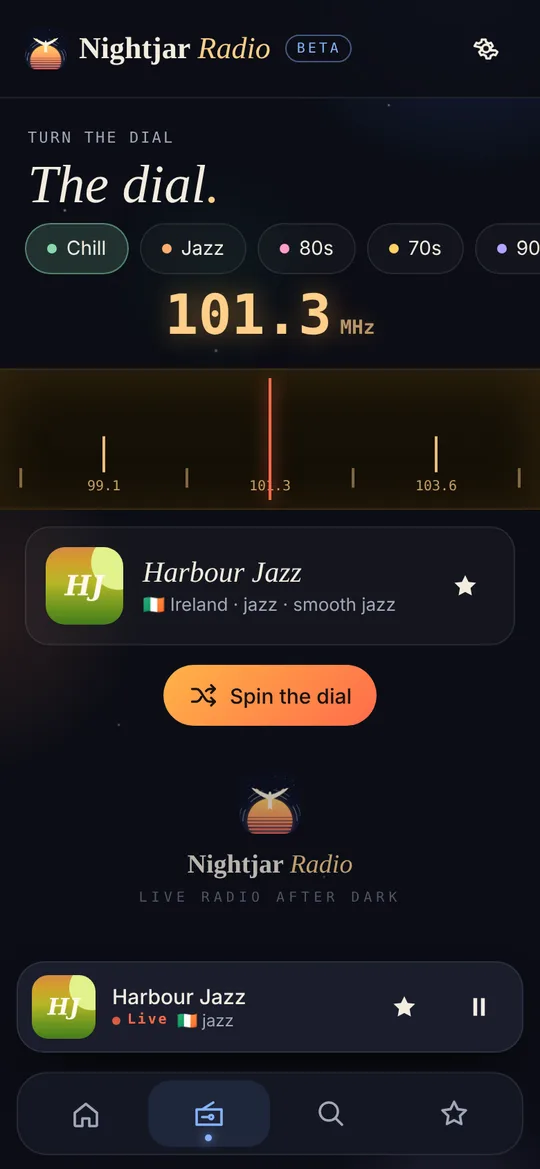 Nightjar Radio BETA
TURN THE DIAL
The dial.
Chill Jazz 80s 70s 90
101.3 MHz
99.1 101.3 103.6
HJ Harbour Jazz
Ireland · jazz · smooth jazz
Spin the dial
Nightjar Radio
LIVE RADIO AFTER DARK
HJ Harbour Jazz
Live jazz